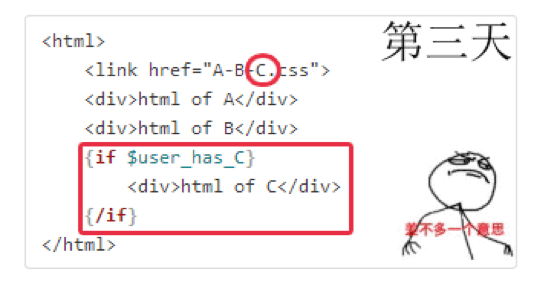 第三天
<html>
    <link href="A-B-C.css">
    <div>html of A</div>
    <div>html of B</div>
    {if $user_has_C}
        <div>html of C</div>
    {/if}
</html>
差不多一个意思